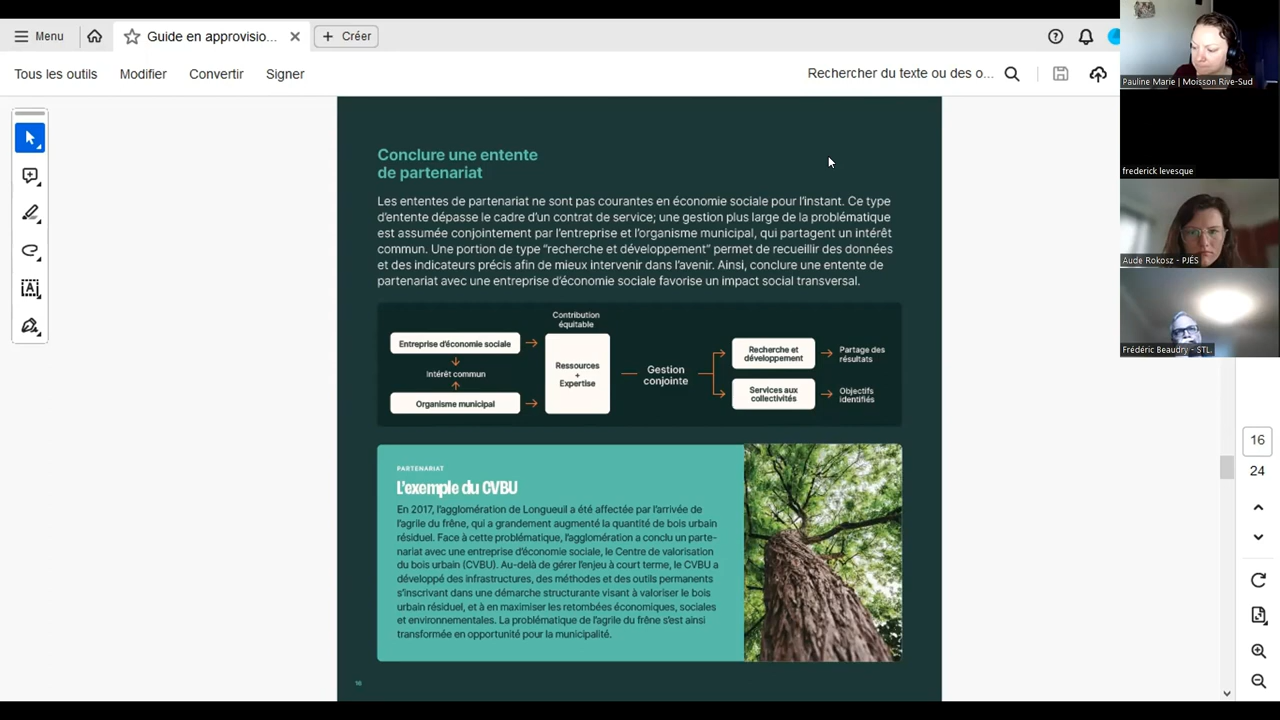 Menu
Guide en approvisio...
Créer
Tous les outils
Modifier
Convertir
Signer
Rechercher du texte ou des o...
Conclure une entente
de partenariat
Les ententes de partenariat ne sont pas courantes en économie sociale pour l'instant. Ce type
d'entente dépasse le cadre d'un contrat de service; une gestion plus large de la problématique
est assumée conjointement par l'entreprise et l'organisme municipal, qui partagent un intérêt
commun. Une portion de type "recherche et développement" permet de recueillir des données
et des indicateurs précis afin de mieux intervenir dans l'avenir. Ainsi, conclure une entente de
partenariat avec une entreprise d'économie sociale favorise un impact social transversal.
Entreprise d'économie sociale
Intérêt commun
Organisme municipal
Contribution
équitable
Ressources
+
Expertise
Gestion
conjointe
Recherche et
développement
Partage des
résultats
Services aux
collectivités
Objectifs
identifiés
PARTENARIAT
L'exemple du CVBU
En 2017, l'agglomération de Longueuil a été affectée par l'arrivée de
l'agrile du frêne, qui a grandement augmenté la quantité de bois urbain
résiduel. Face à cette problématique, l'agglomération a conclu un parte-
nariat avec une entreprise d'économie sociale, le Centre de valorisation
du bois urbain (CVBU). Au-delà de gérer l'enjeu à court terme, le CVBU a
développé des infrastructures, des méthodes et des outils permanents
s'inscrivant dans une démarche structurante visant à valoriser le bois
urbain résiduel, et à en maximiser les retombées économiques, sociales
et environnementales. La problématique de l'agrile du frêne s'est ainsi
transformée en opportunité pour la municipalité.
16
16
24
Pauline Marie | Moisson Rive-Sud
frederick levesque
Aude Rokosz - PJÉS
Frédéric Beaudry - STL.